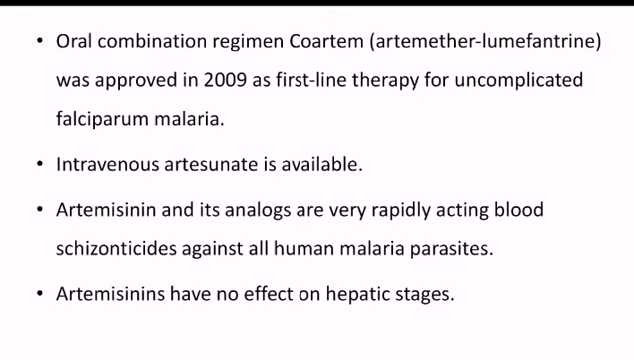 • Oral combination regimen Coartem (artemether-lumefantrine)
was approved in 2009 as first-line therapy for uncomplicated
falciparum malaria.
• Intravenous artesunate is available.
• Artemisinin and its analogs are very rapidly acting blood
schizonticides against all human malaria parasites.
• Artemisinins have no effect on hepatic stages.